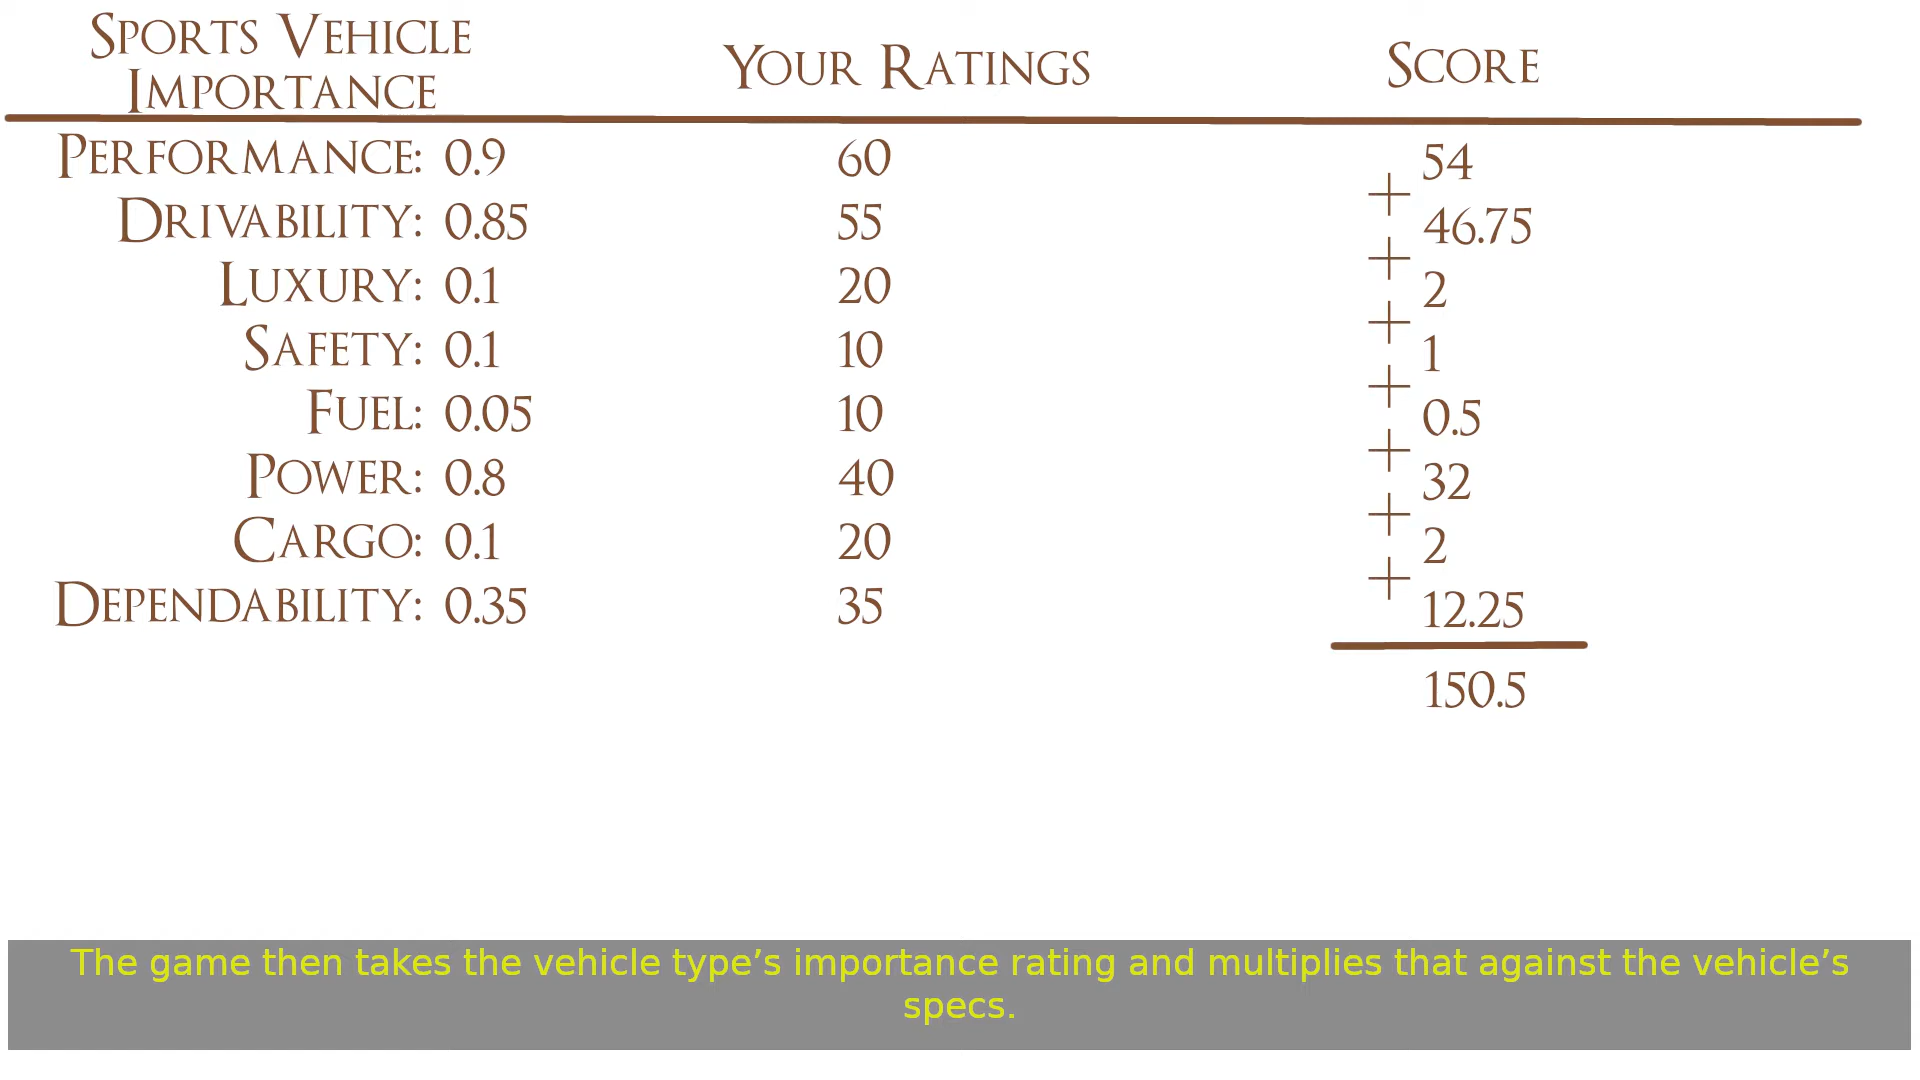 Sports Vehicle
Importance
Your Ratings
Score
Performance: 0.9 60 54
+
Drivability: 0.85 55 46.75
+
Luxury: 0.1 20 2
+
Safety: 0.1 10 1
+
Fuel: 0.05 10 0.5
+
Power: 0.8 40 32
+
Cargo: 0.1 20 2
+
Dependability: 0.35 35 12.25
150.5
The game then takes the vehicle type’s importance rating and multiplies that against the vehicle’s
specs.